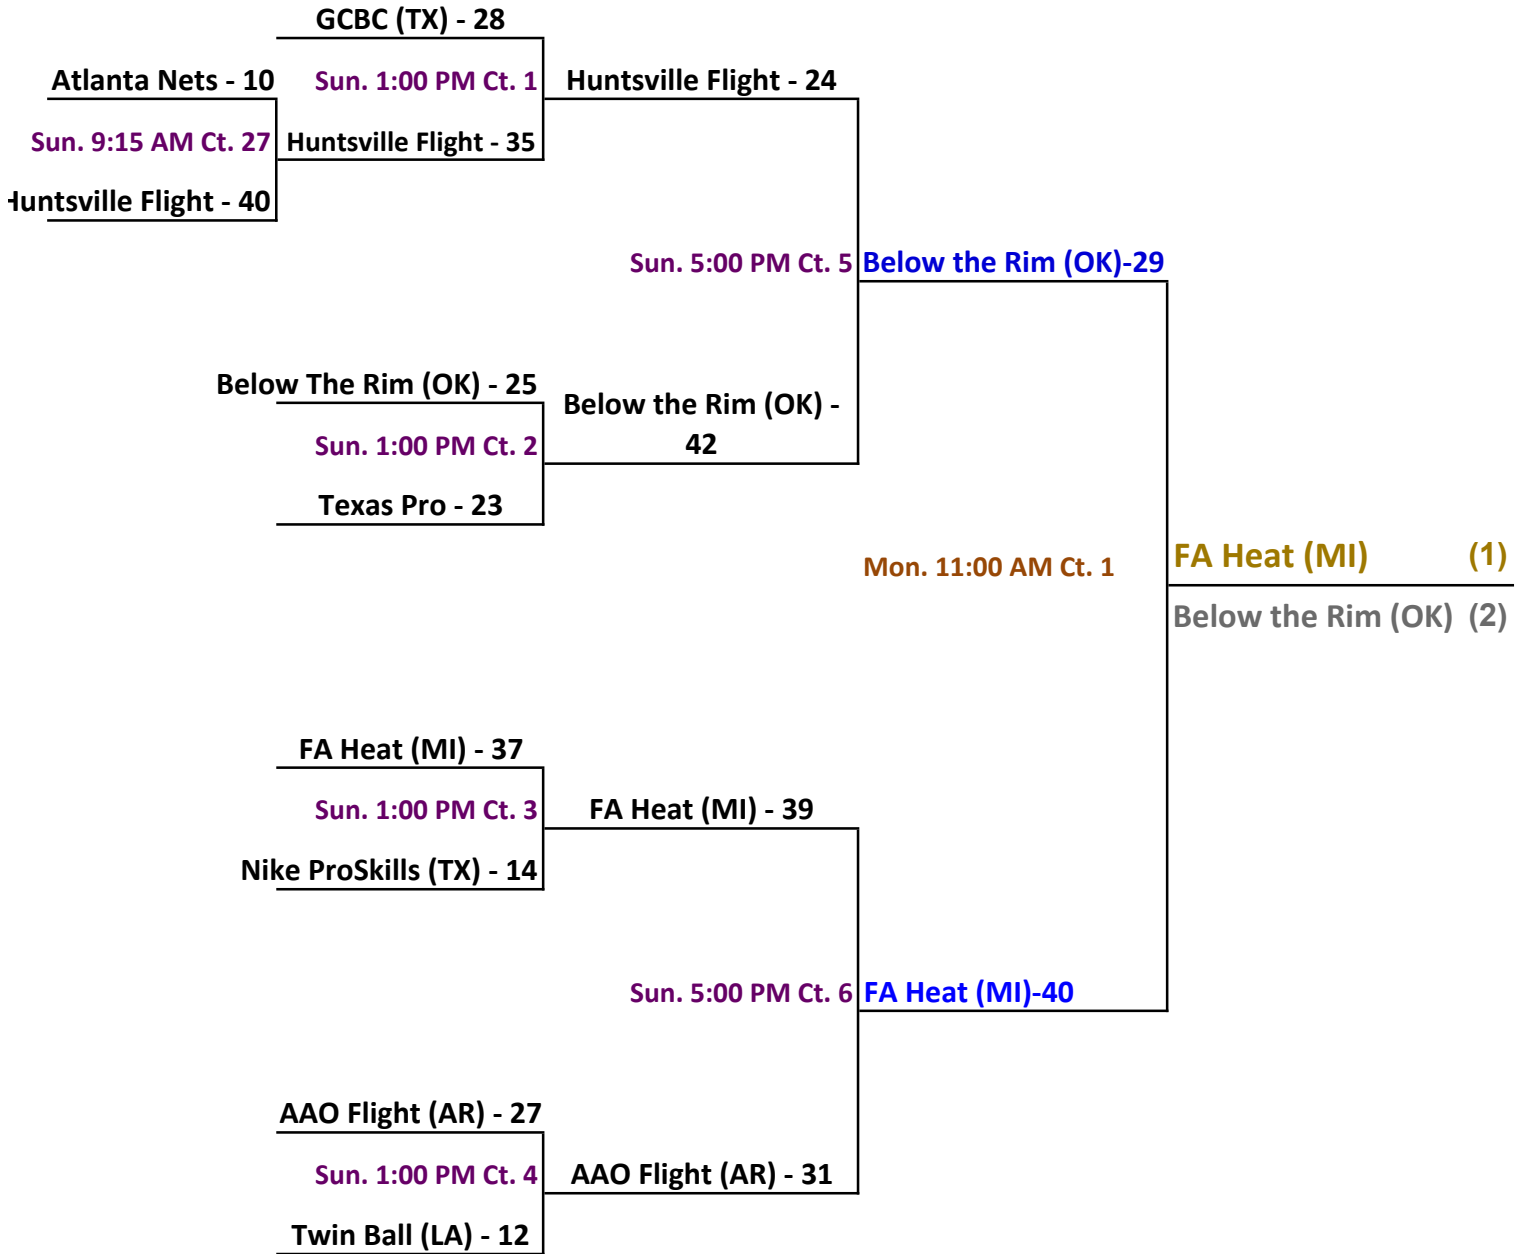 GCBC (TX) - 28
Atlanta Nets - 10
Sun. 1:00 PM Ct. 1
Huntsville Flight - 24
Sun. 9:15 AM Ct. 27
Huntsville Flight - 35
Huntsville Flight - 40
Sun. 5:00 PM Ct. 5
Below the Rim (OK)-29
Below The Rim (OK) - 25
Below the Rim (OK) -
42
Sun. 1:00 PM Ct. 2
Texas Pro - 23
Mon. 11:00 AM Ct. 1
FA Heat (MI) (1)
Below the Rim (OK) (2)
FA Heat (MI) - 37
Sun. 1:00 PM Ct. 3
FA Heat (MI) - 39
Nike ProSkills (TX) - 14
Sun. 5:00 PM Ct. 6
FA Heat (MI)-40
AAO Flight (AR) - 27
Sun. 1:00 PM Ct. 4
AAO Flight (AR) - 31
Twin Ball (LA) - 12